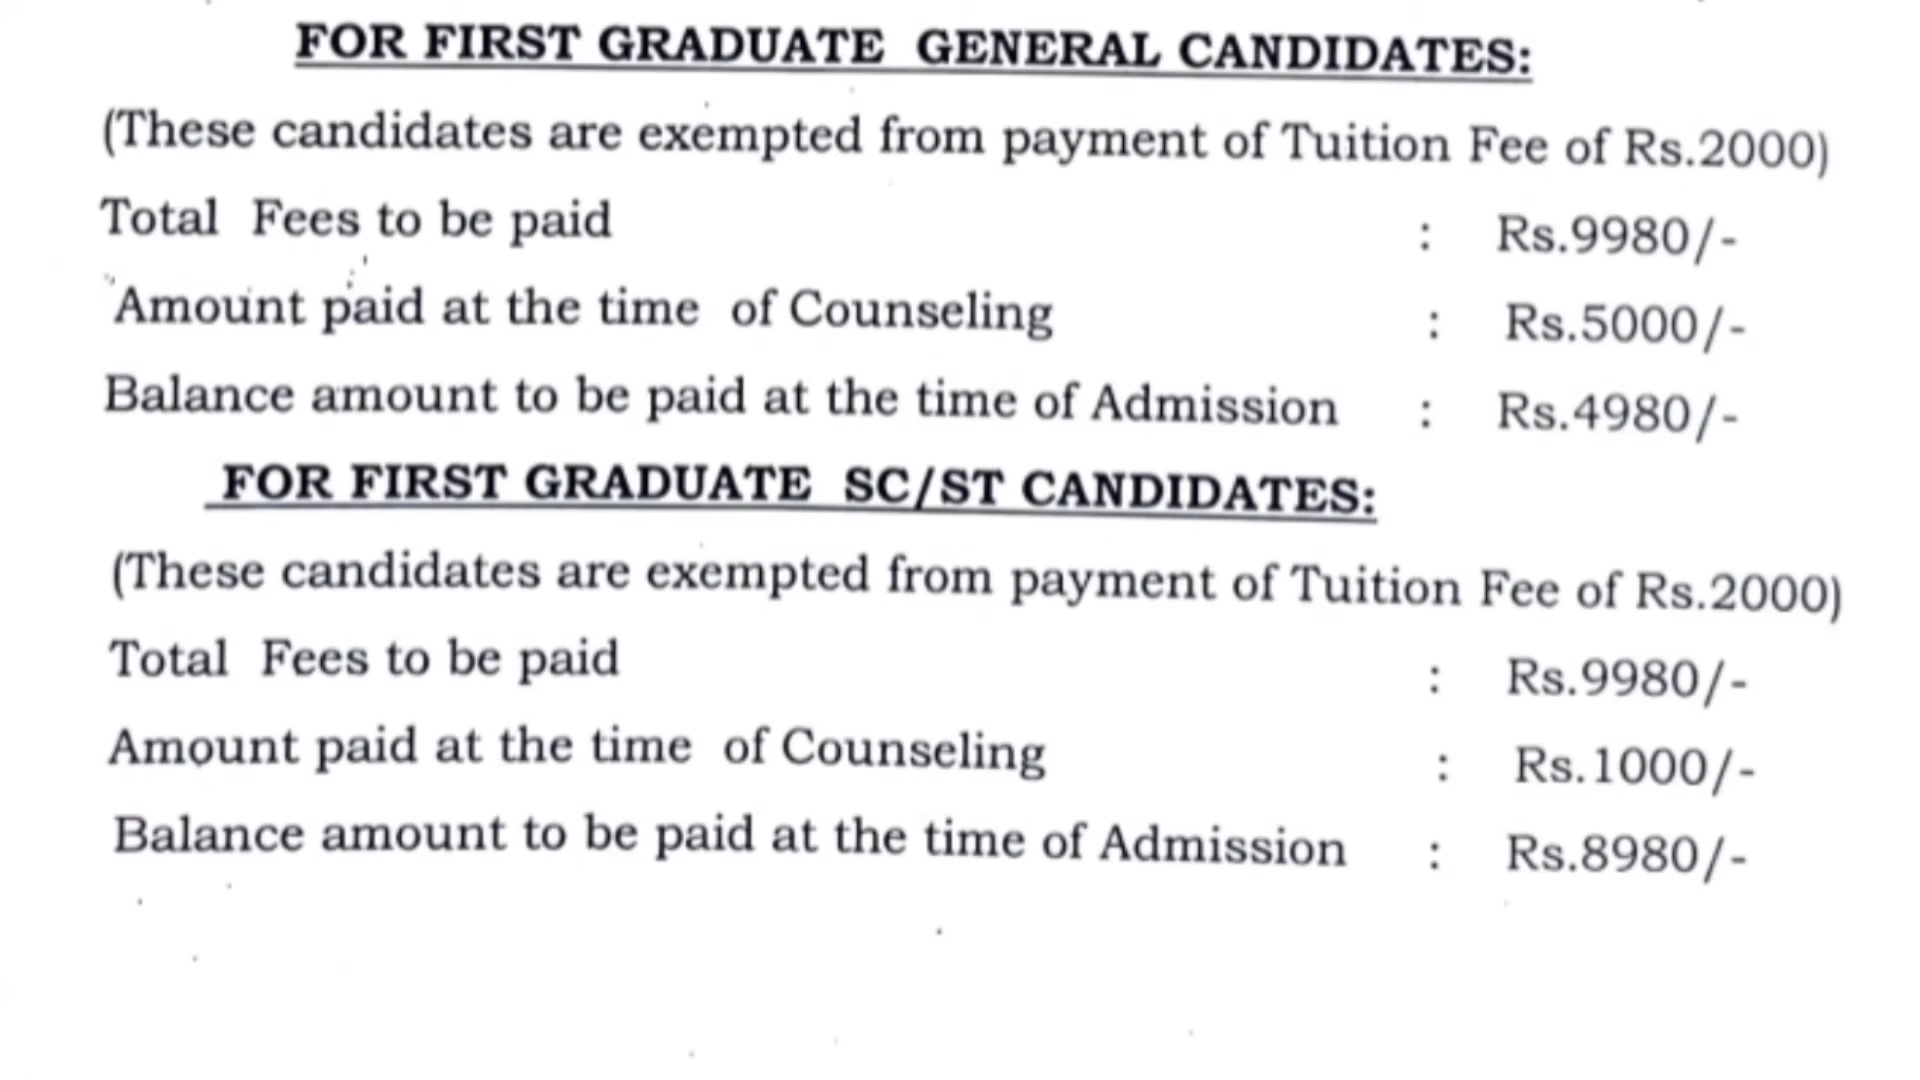 FOR FIRST GRADUATE GENERAL CANDIDATES:
(These candidates are exempted from payment of Tuition Fee of Rs.2000)
Total Fees to be paid : Rs.9980/-
Amount paid at the time of Counseling : Rs.5000/-
Balance amount to be paid at the time of Admission : Rs.4980/-
FOR FIRST GRADUATE SC/ST CANDIDATES:
(These candidates are exempted from payment of Tuition Fee of Rs.2000)
Total Fees to be paid : Rs.9980/-
Amount paid at the time of Counseling : Rs.1000/-
Balance amount to be paid at the time of Admission : Rs.8980/-